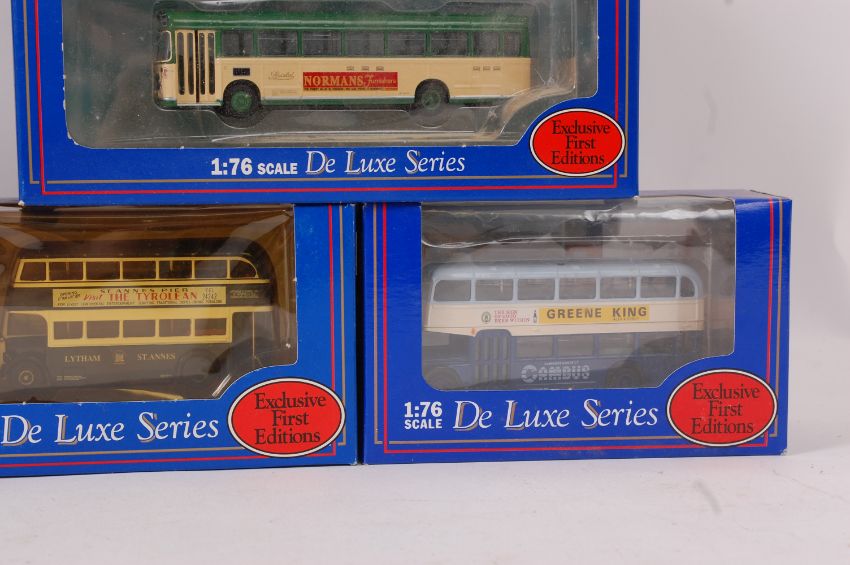 NORMANS
1:76 SCALE De Luxe Series
Exclusive
First
Editions
ST. ANNES PIER
Visit THE TYROLEAN
LYTHAM ST. ANNES
De Luxe Series
Exclusive
First
Editions
GREENE KING
CAMBUS
1:76
SCALE
De Luxe Series
Exclusive
First
Editions